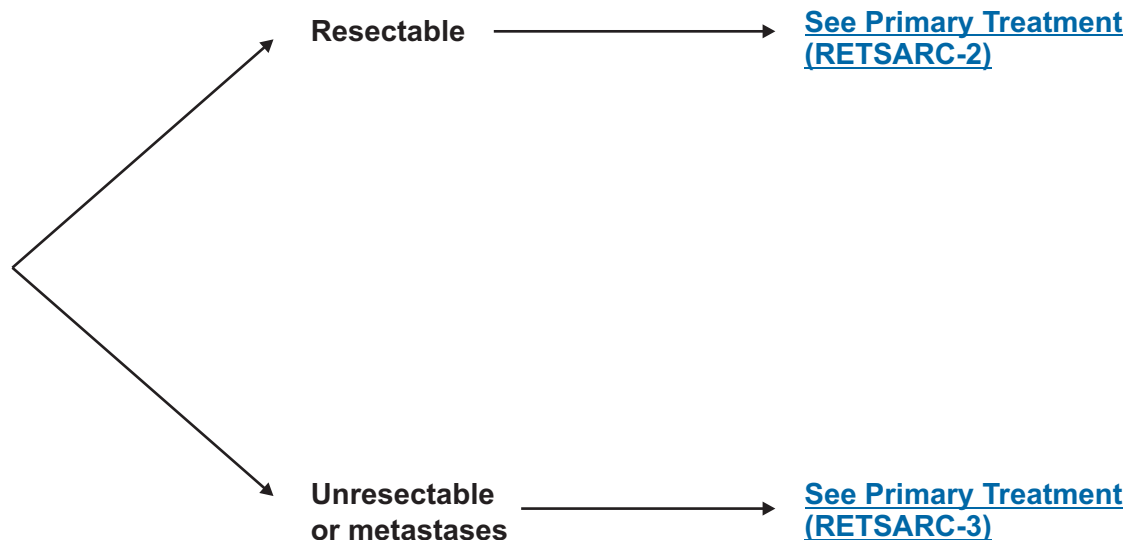 Resectable
See Primary Treatment
(RETSARC-2)
Unresectable
or metastases
See Primary Treatment
(RETSARC-3)